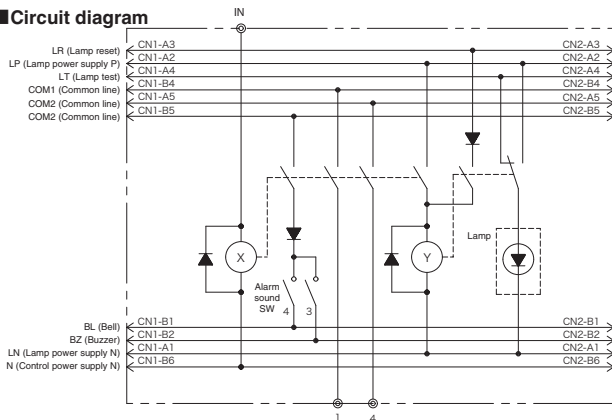 ■Circuit diagram
IN
LR (Lamp reset) CN1-A3 CN2-A3
LP (Lamp power supply P) CN1-A2 CN2-A2
LT (Lamp test) CN1-A4 CN2-A4
COM1 (Common line) CN1-B4 CN2-B4
COM2 (Common line) CN1-A5 CN2-A5
COM2 (Common line) CN1-B5 CN2-B5
Lamp
X Y
Alarm
sound
SW 4 3
BL (Bell) CN1-B1 CN2-B1
BZ (Buzzer) CN1-B2 CN2-B2
LN (Lamp power supply N) CN1-A1 CN2-A1
N (Control power supply N) CN1-B6 CN2-B6
1 4